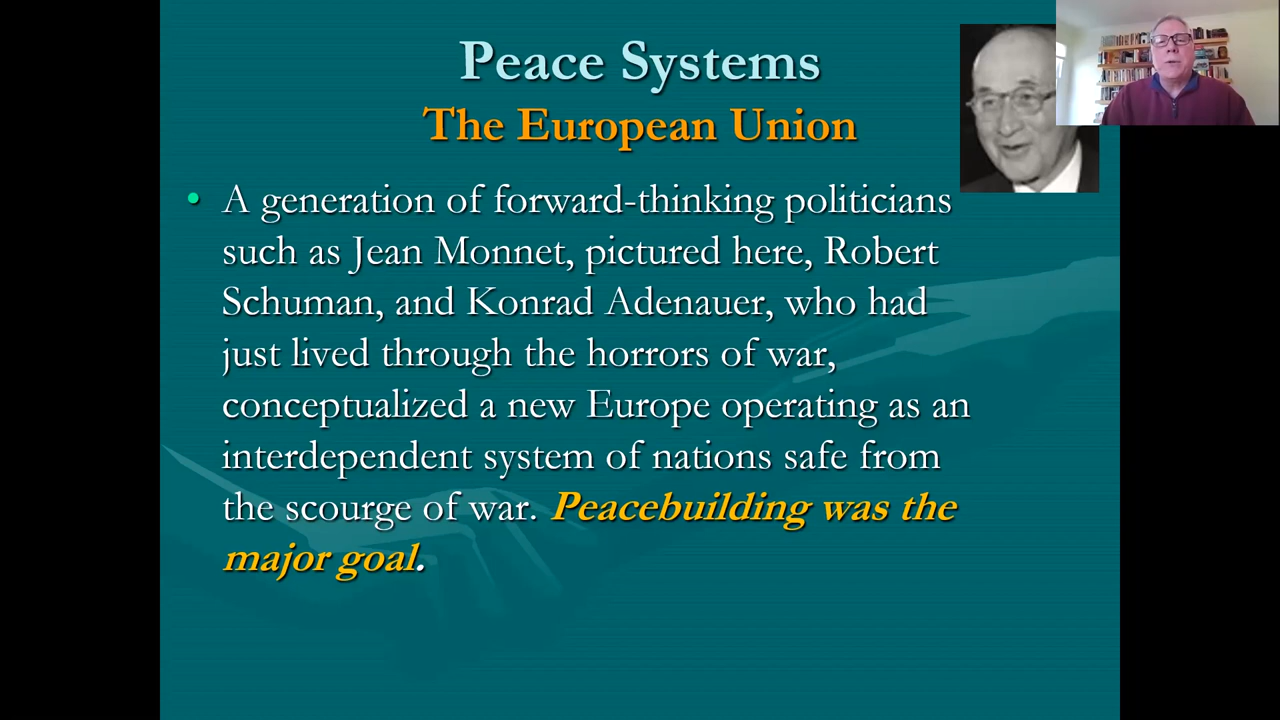 Peace Systems
The European Union
• A generation of forward-thinking politicians
such as Jean Monnet, pictured here, Robert
Schuman, and Konrad Adenauer, who had
just lived through the horrors of war,
conceptualized a new Europe operating as an
interdependent system of nations safe from
the scourge of war. Peacebuilding was the
major goal.